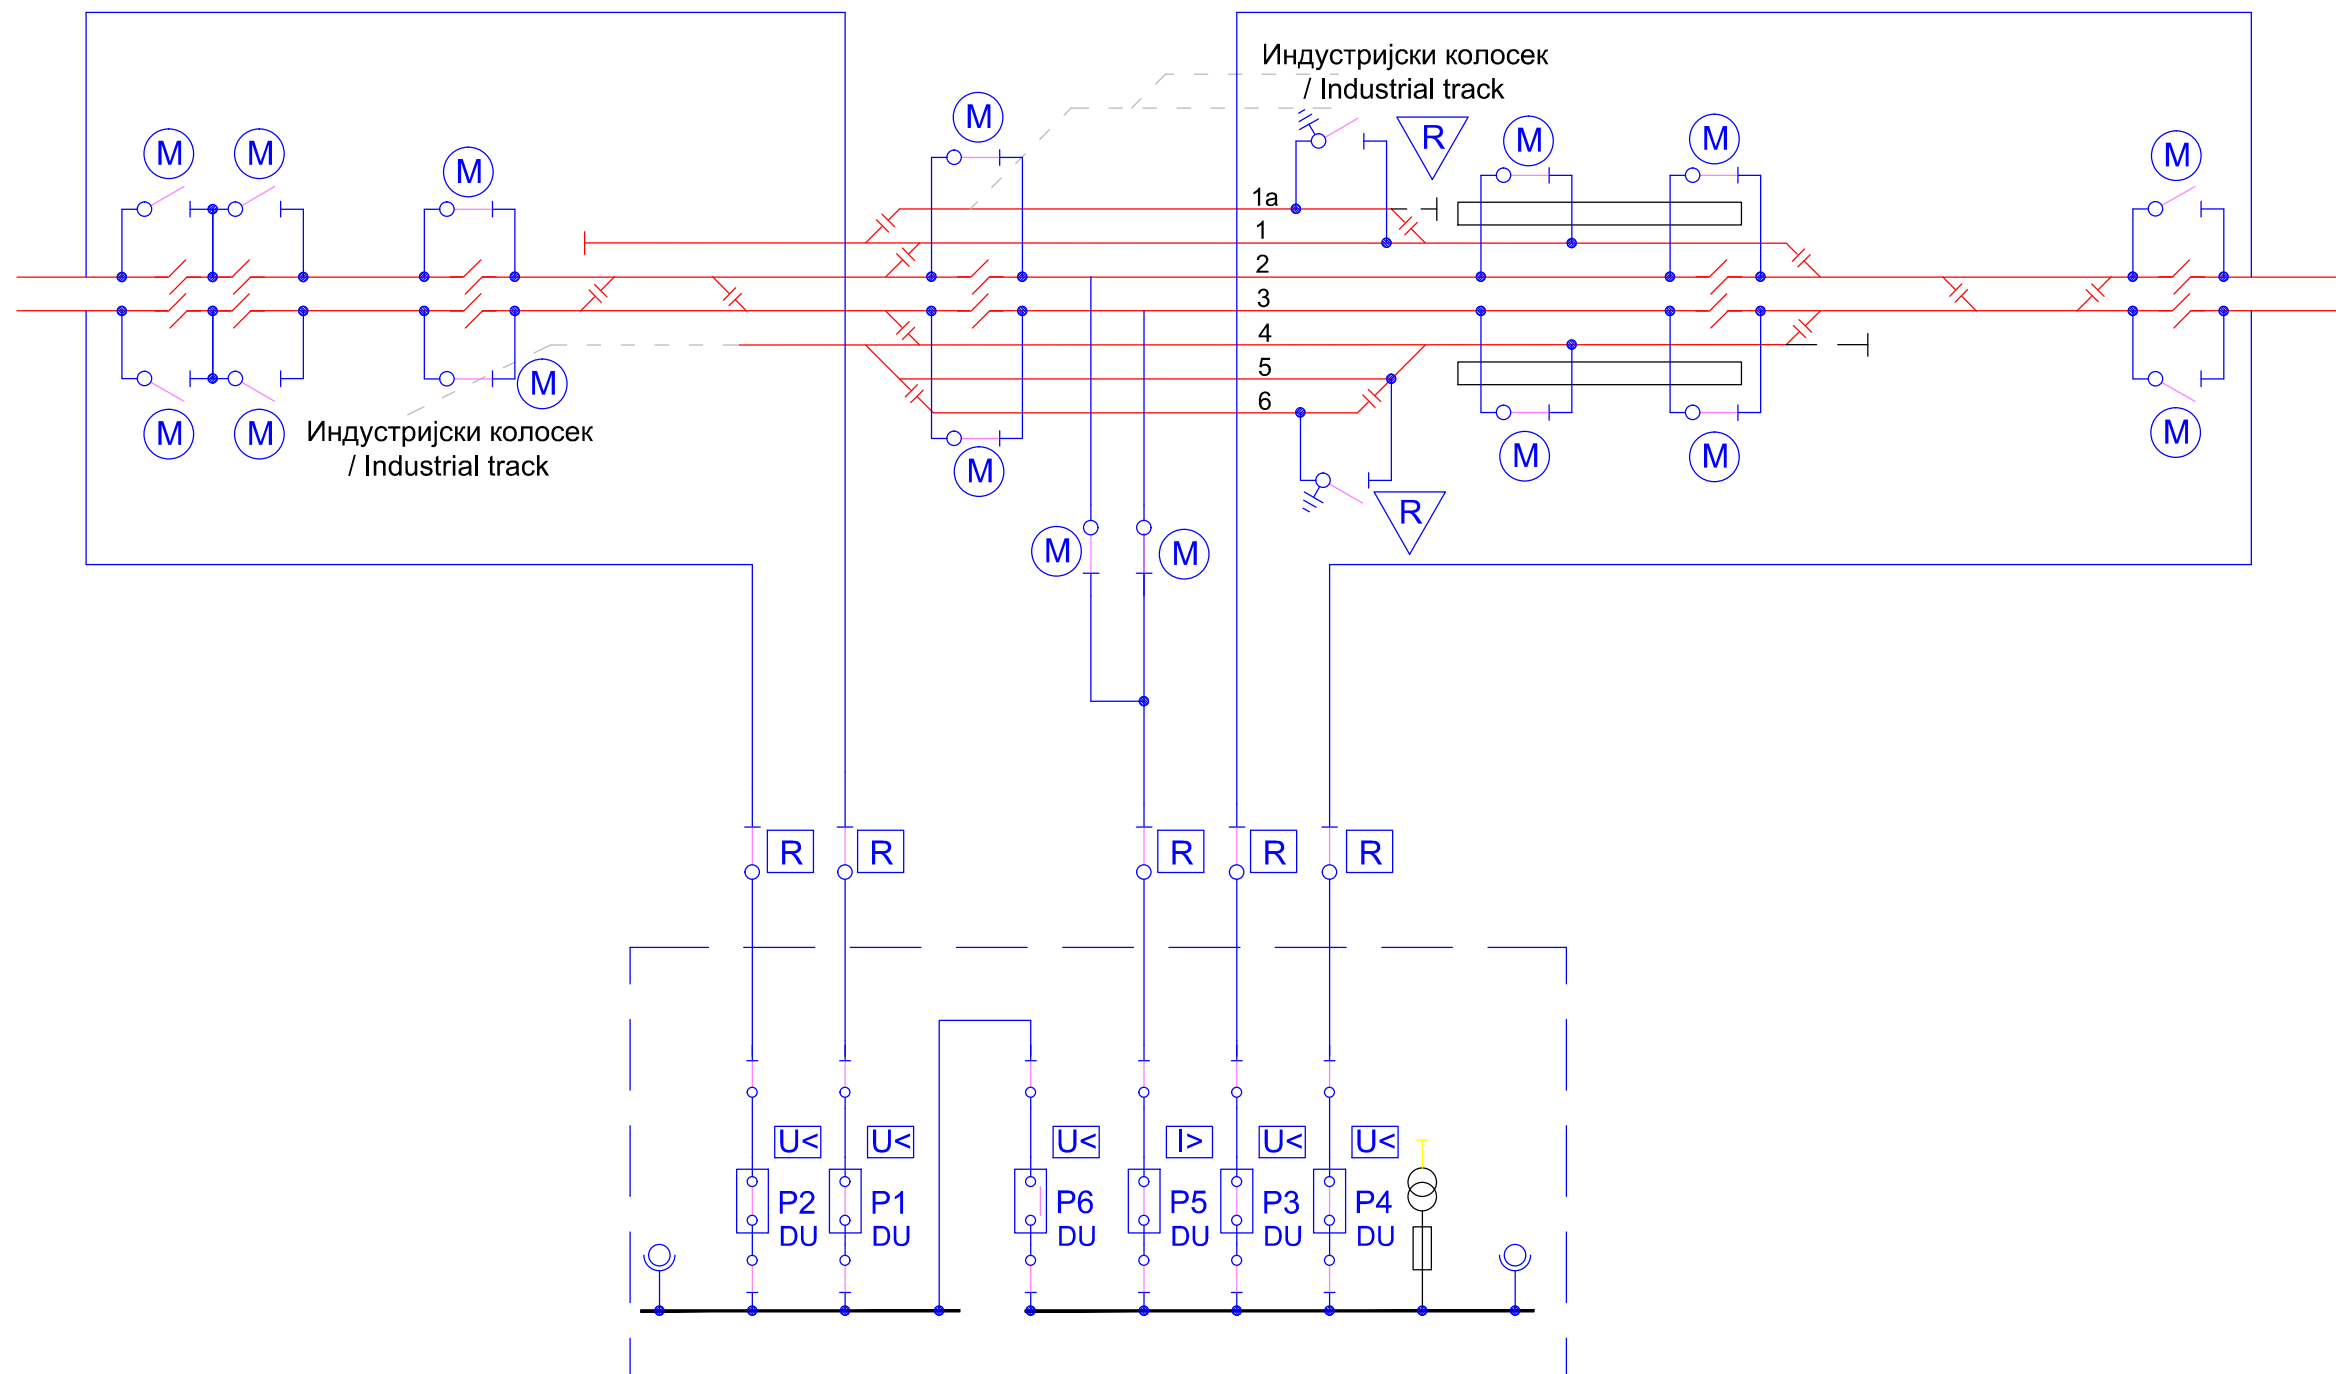 Индустријски колосек
/ Industrial track
M
R
M
M
M
M
M
M
1a
1
2
3
4
5
6
M
M
M
Индустријски колосек
/ Industrial track
M
M
M
M
M
R
M
M
R
R
R
R
R
U<
U<
U<
I>
U<
U<
P2
DU
P1
DU
P6
DU
P5
DU
P3
DU
P4
DU